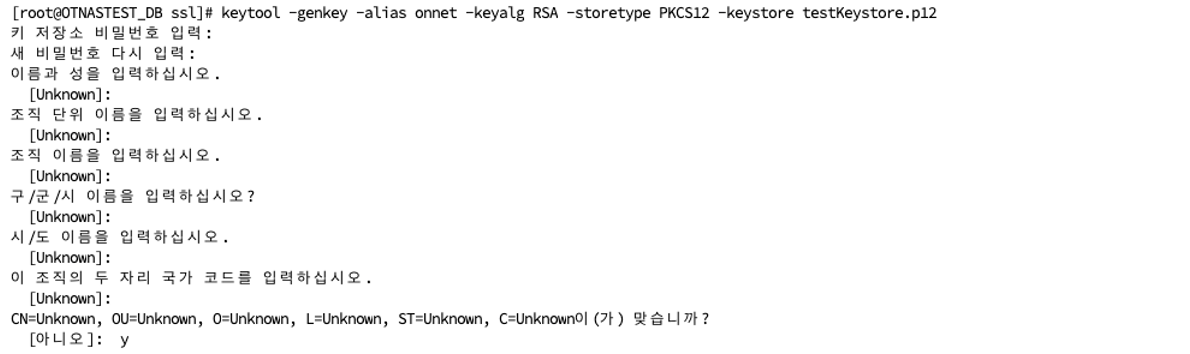 [root@OTNASTEST_DB ssl]# keytool -genkey -alias onnet -keyalg RSA -storetype PKCS12 -keystore testKeystore.p12
키 저장소 비밀번호 입력:
새 비밀번호 다시 입력:
이름과 성을 입력하십시오.
  [Unknown]:
조직 단위 이름을 입력하십시오.
  [Unknown]:
조직 이름을 입력하십시오.
  [Unknown]:
구/군/시 이름을 입력하십시오?
  [Unknown]:
시/도 이름을 입력하십시오.
  [Unknown]:
이 조직의 두 자리 국가 코드를 입력하십시오.
  [Unknown]:
CN=Unknown, OU=Unknown, O=Unknown, L=Unknown, ST=Unknown, C=Unknown이(가) 맞습니까?
  [아니오]:  y